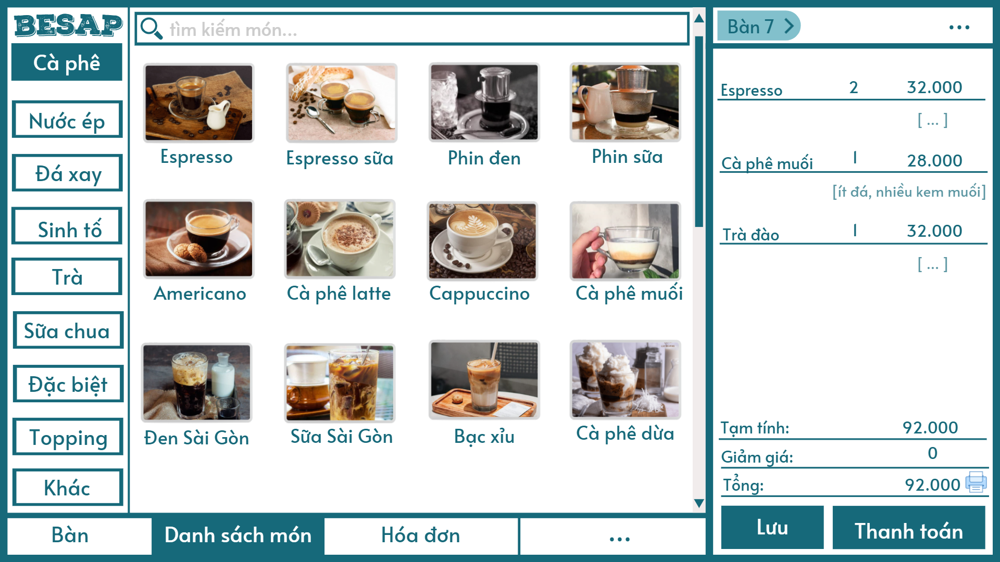 BESAP
Cà phê
Nước ép
Đá xay
Sinh tố
Trà
Sữa chua
Đặc biệt
Topping
Khác
tìm kiếm món...
Espresso
Espresso sữa
Phin đen
Phin sữa
Americano
Cà phê latte
Cappuccino
Cà phê muối
Đen Sài Gòn
Sữa Sài Gòn
Bạc xỉu
Cà phê dừa
Bàn
Danh sách món
Hóa đơn
...
Bàn 7
...
Espresso 2 32.000
[ ... ]
Cà phê muối 1 28.000
[ít đá, nhiều kem muối]
Trà đào 1 32.000
[ ... ]
Tạm tính: 92.000
Giảm giá: 0
Tổng: 92.000
Lưu
Thanh toán